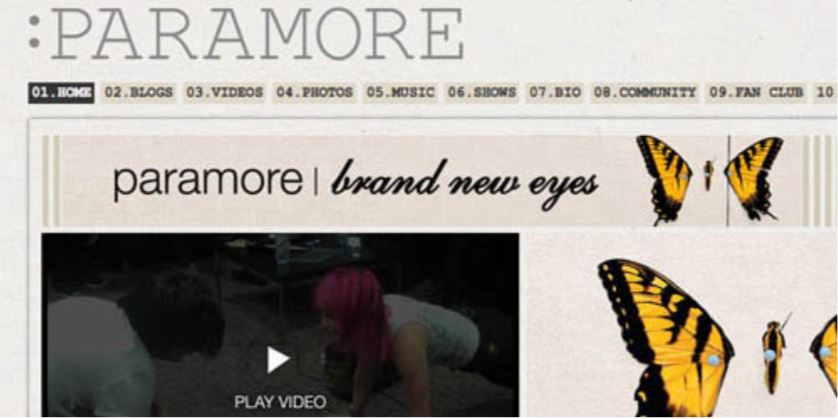 :PARAMORE
01.HOME 02.BLOGS 03.VIDEOS 04.PHOTOS 05.MUSIC 06.SHOWS 07.BIO 08.COMMUNITY 09.FAN CLUB 10
paramore | brand new eyes
PLAY VIDEO